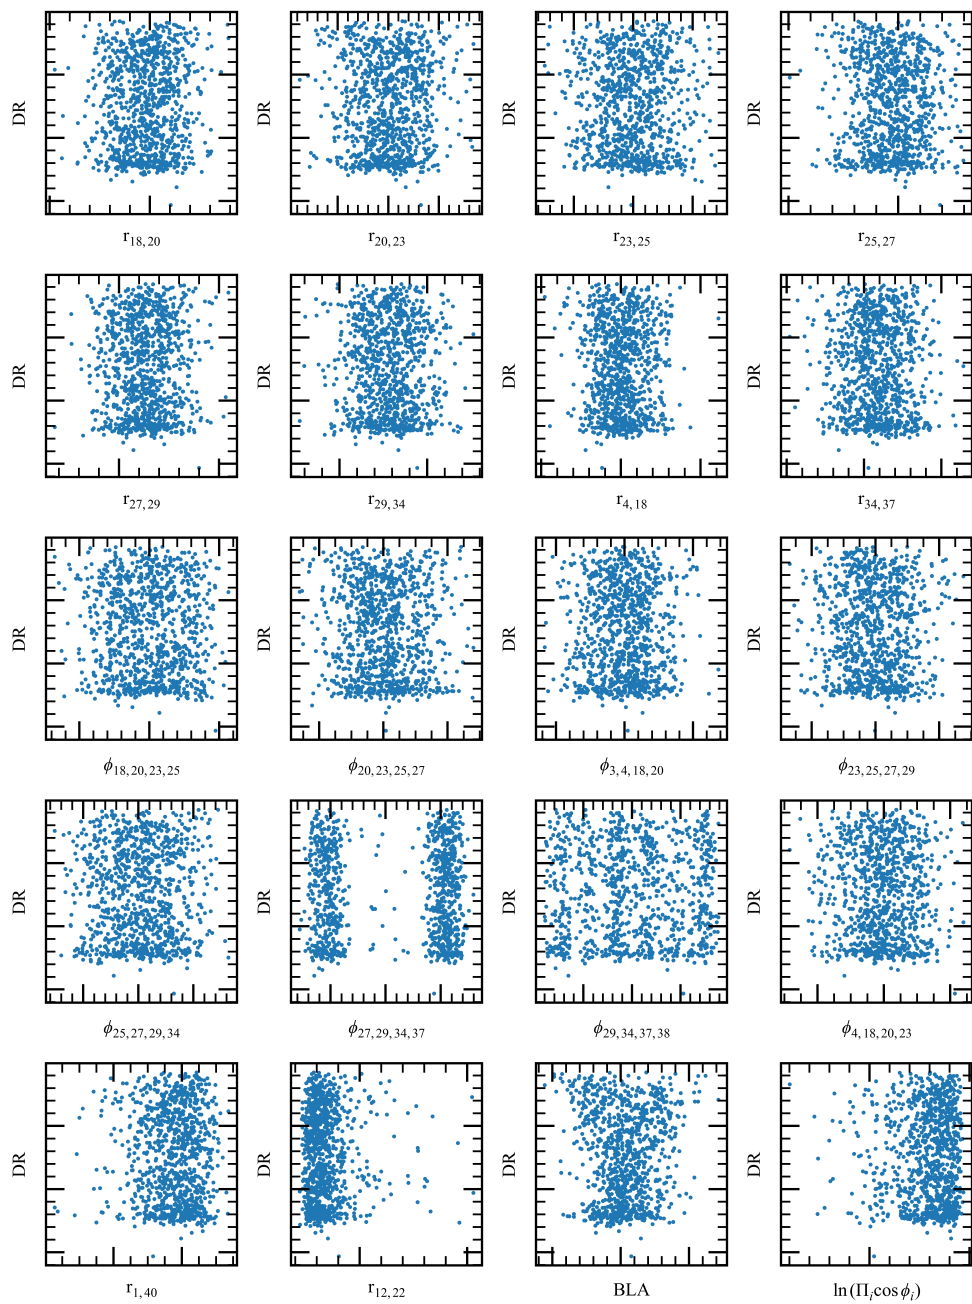 DR DR DR DR
r18,20 r20,23 r23,25 r25,27
DR DR DR DR
r27,29 r29,34 r4,18 r34,37
DR DR DR DR
ϕ18,20,23,25 ϕ20,23,25,27 ϕ3,4,18,20 ϕ23,25,27,29
DR DR DR DR
ϕ25,27,29,34 ϕ27,29,34,37 ϕ29,34,37,38 ϕ4,18,20,23
DR DR DR DR
r1,40 r12,22 BLA ln(Πi cos ϕi)